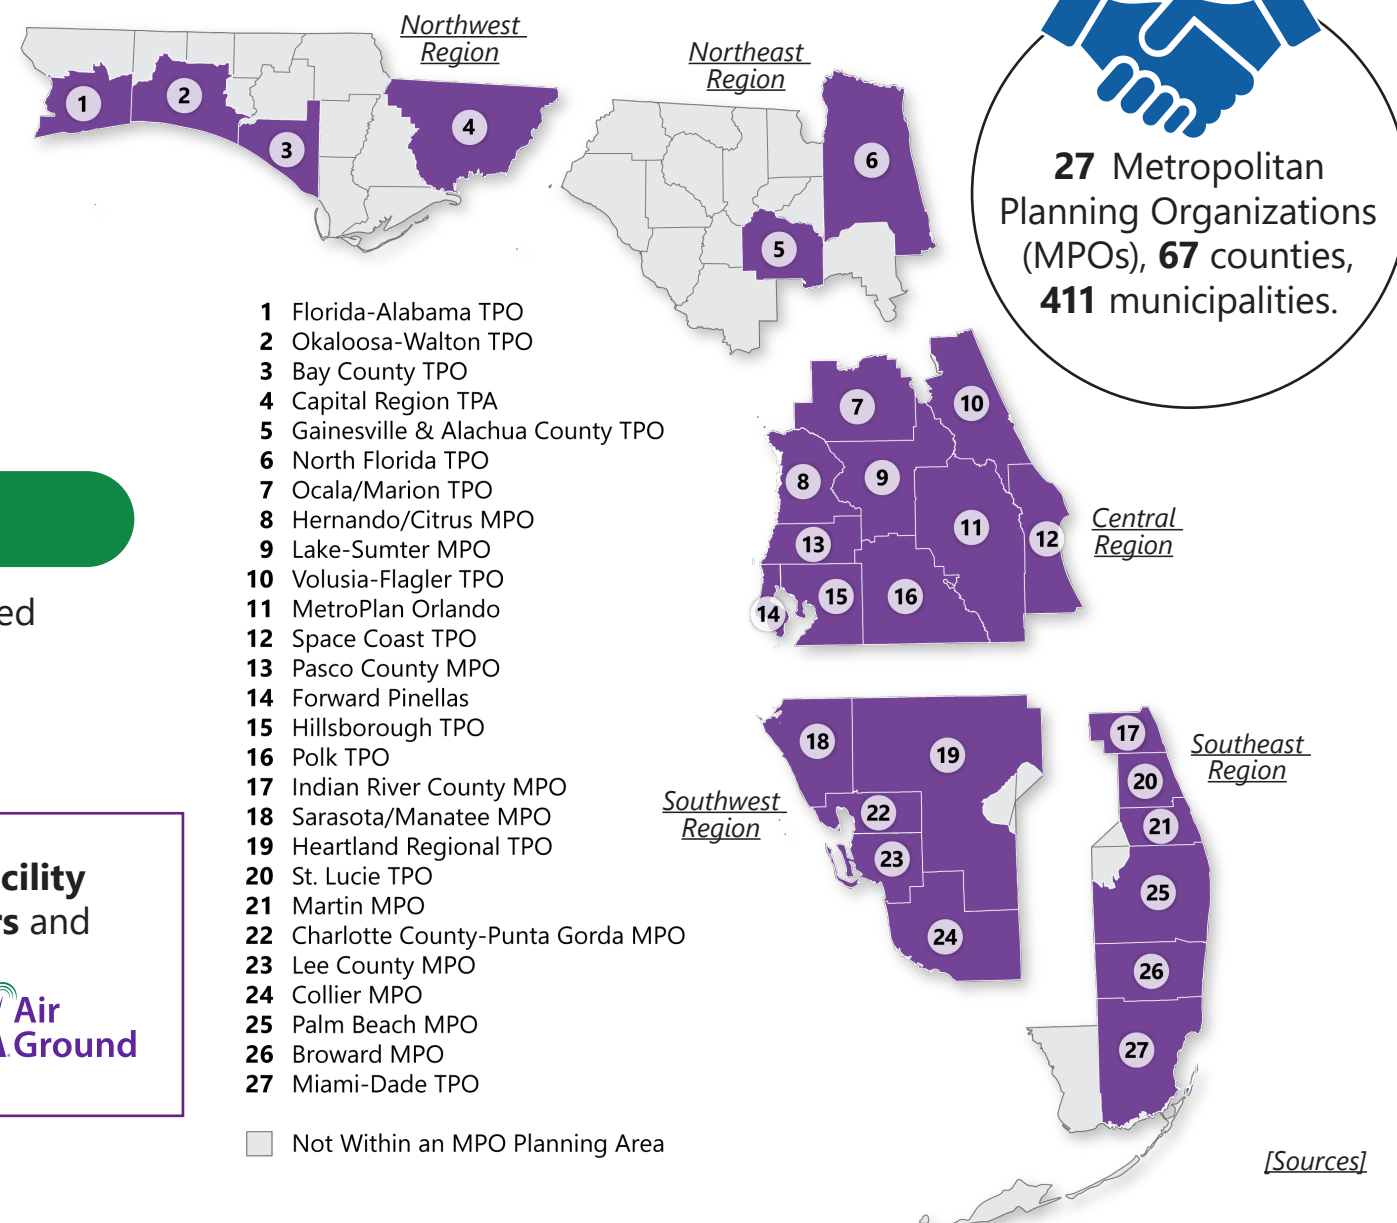 Northwest
Region
Northeast
Region
27 Metropolitan
Planning Organizations
(MPOs), 67 counties,
411 municipalities.
1
2
3
4
5
6
1 Florida-Alabama TPO
2 Okaloosa-Walton TPO
3 Bay County TPO
4 Capital Region TPA
5 Gainesville & Alachua County TPO
6 North Florida TPO
7 Ocala/Marion TPO
8 Hernando/Citrus MPO
9 Lake-Sumter MPO
10 Volusia-Flagler TPO
11 MetroPlan Orlando
12 Space Coast TPO
13 Pasco County MPO
14 Forward Pinellas
15 Hillsborough TPO
16 Polk TPO
17 Indian River County MPO
18 Sarasota/Manatee MPO
19 Heartland Regional TPO
20 St. Lucie TPO
21 Martin MPO
22 Charlotte County-Punta Gorda MPO
23 Lee County MPO
24 Collier MPO
25 Palm Beach MPO
26 Broward MPO
27 Miami-Dade TPO
Not Within an MPO Planning Area
7
10
8
9
11
12
13
14
15
16
Central
Region
18
19
22
23
24
Southwest
Region
17
20
21
25
26
27
Southeast
Region
ed
cility
rs and
Air
Ground
[Sources]